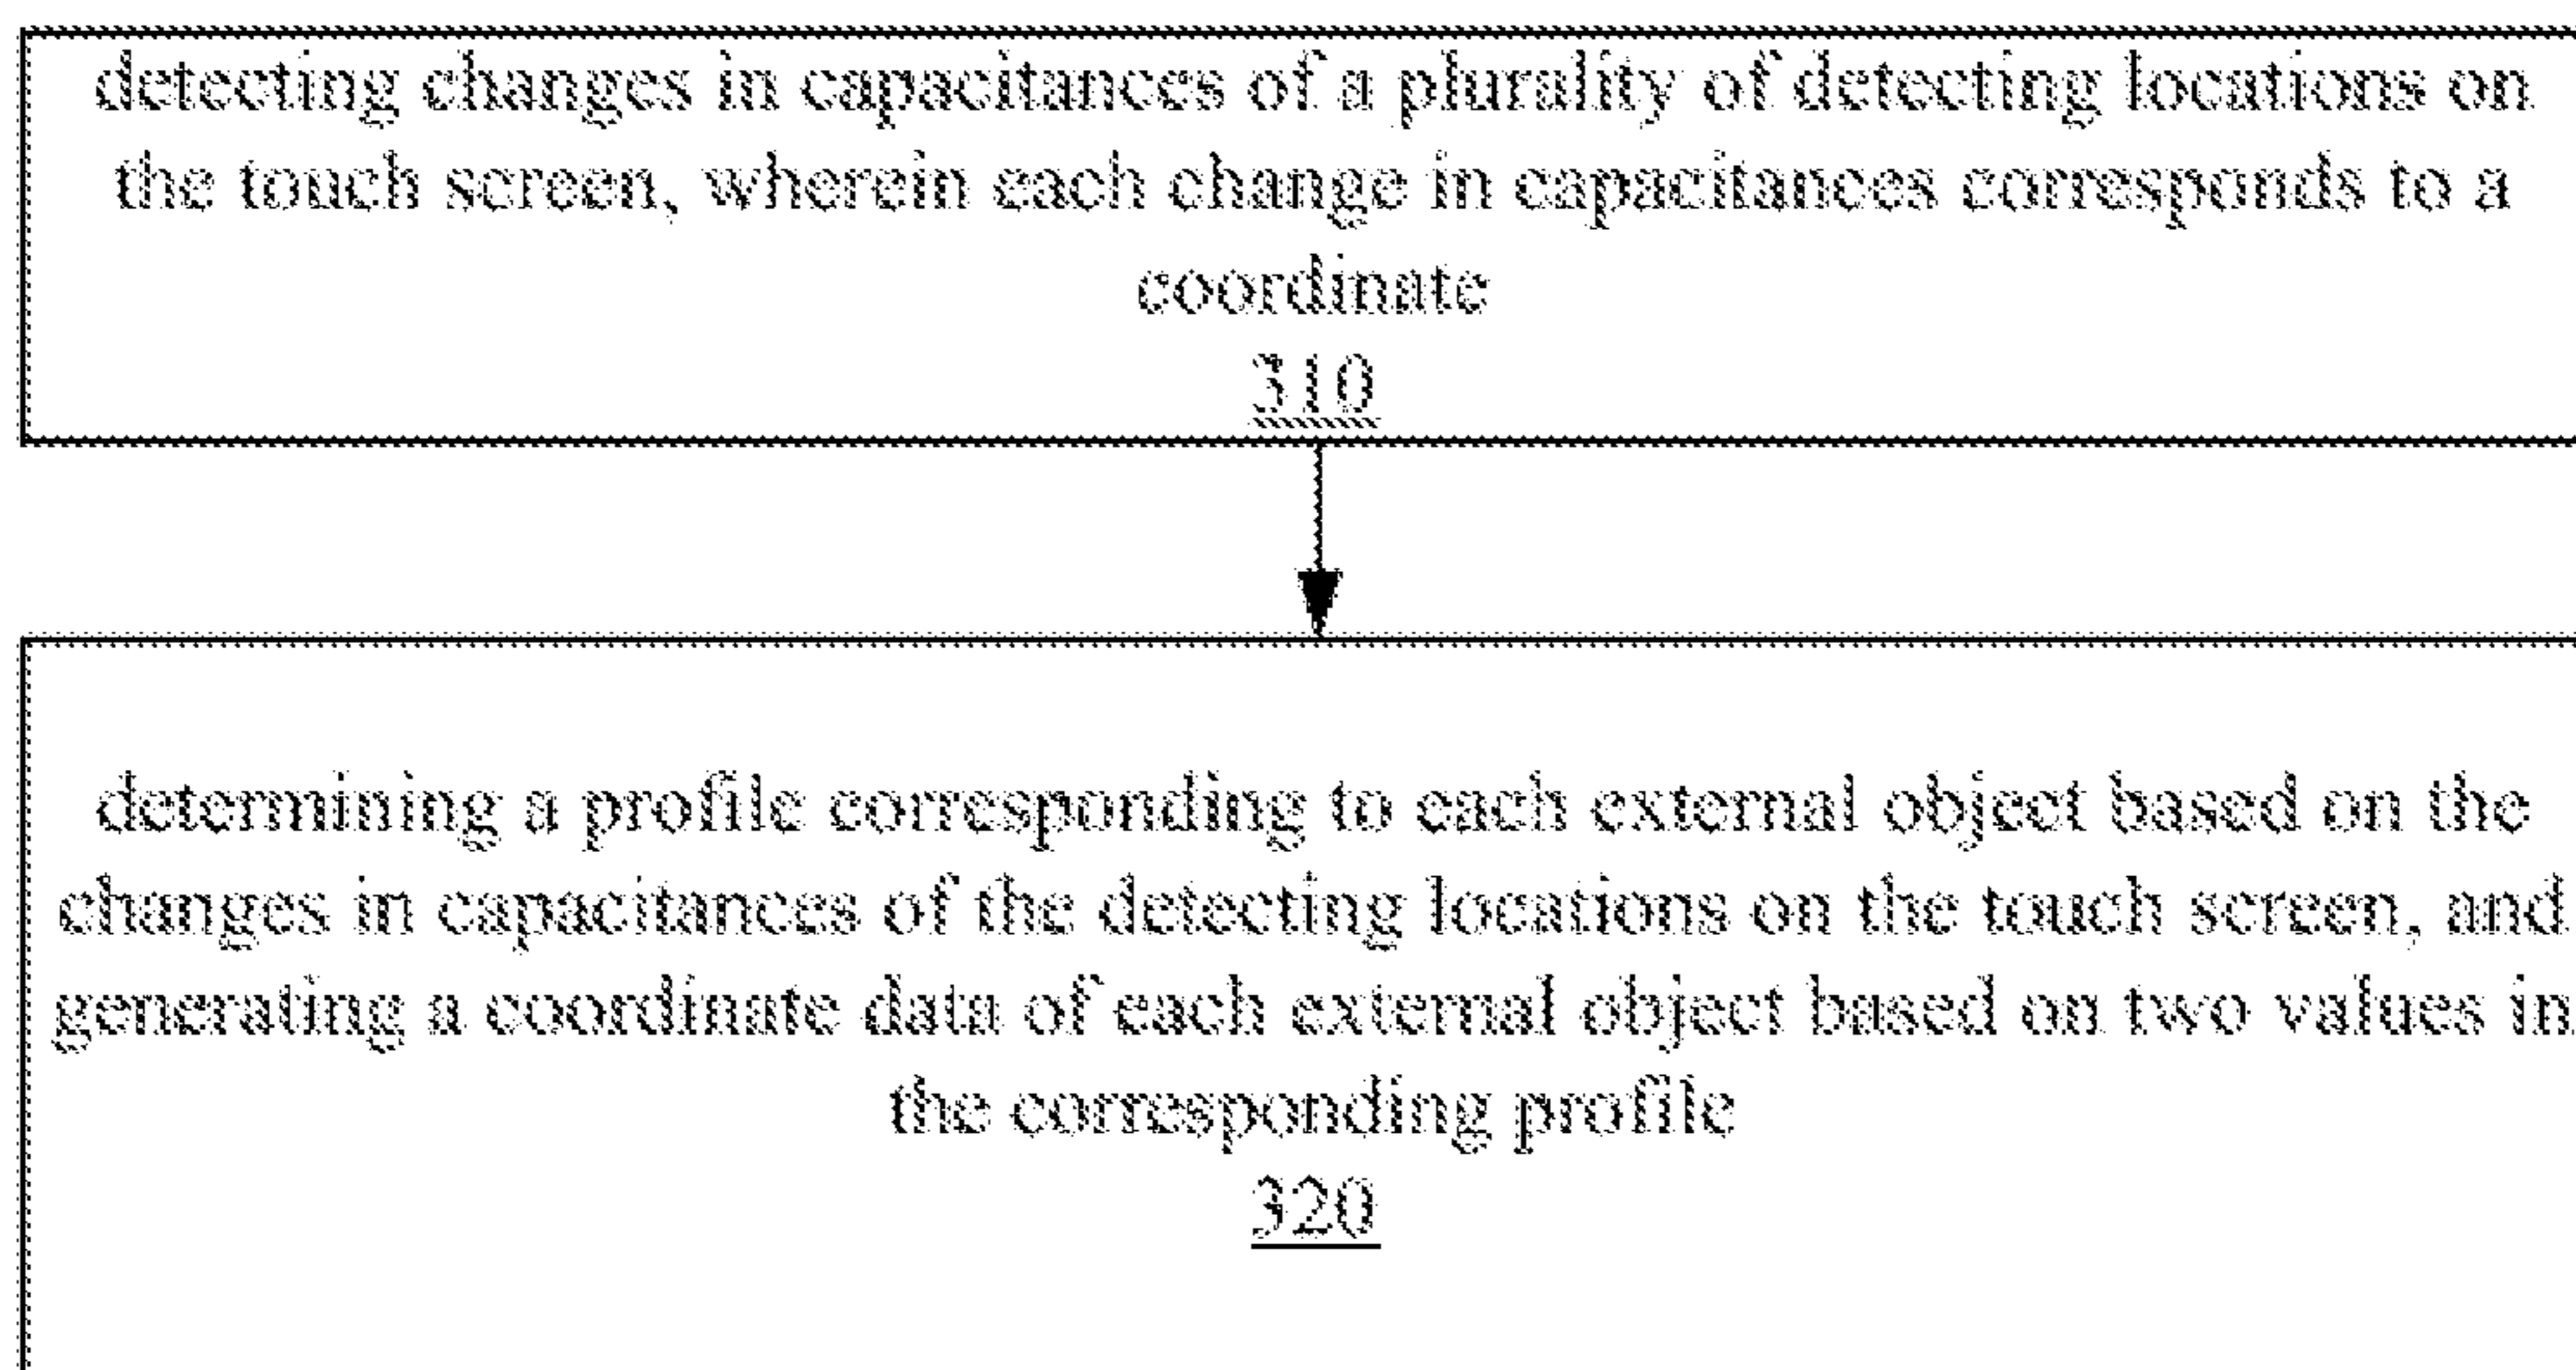 detecting changes in capacitances of a plurality of detecting locations on
the touch screen, wherein each change in capacitances corresponds to a
coordinate
310
determining a profile corresponding to each external object based on the
changes in capacitances of the detecting locations on the touch screen, and
generating a coordinate data of each external object based on two values in
the corresponding profile
320